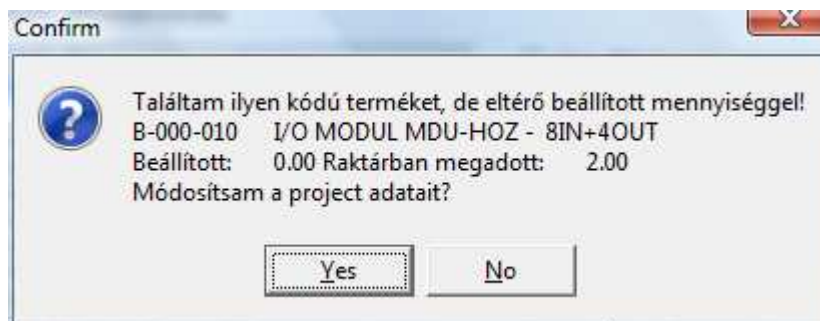 Confirm
Találtam ilyen kódú terméket, de eltérő beállított mennyiséggel!
B-000-010 I/O MODUL MDU-HOZ - 8IN+4OUT
Beállított: 0.00 Raktárban megadott: 2.00
Módosítsam a project adatait?
Yes No